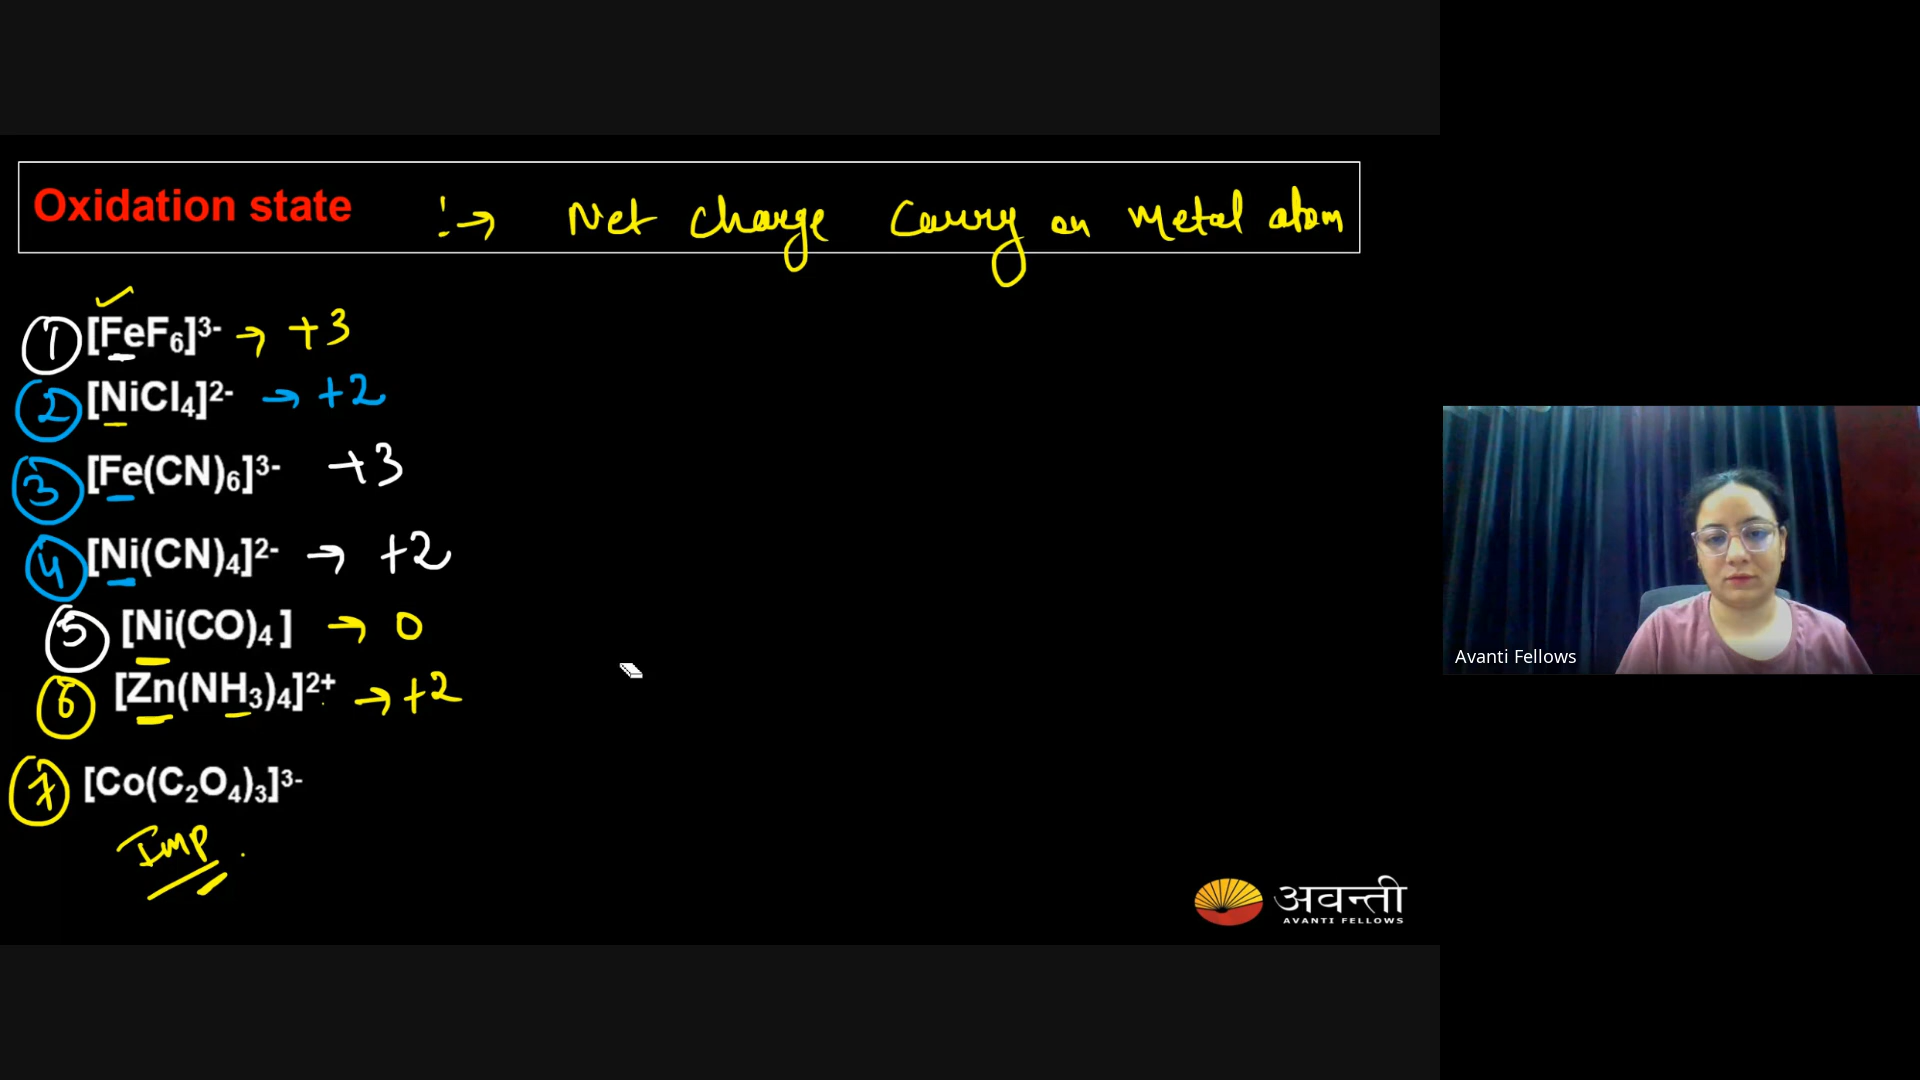 Oxidation state :→ Net charge carry on metal atom
① [FeF₆]³⁻ → +3
② [NiCl₄]²⁻ → +2
③ [Fe(CN)₆]³⁻ +3
④ [Ni(CN)₄]²⁻ → +2
⑤ [Ni(CO)₄] → 0
⑥ [Zn(NH₃)₄]²⁺ → +2
⑦ [Co(C₂O₄)₃]³⁻
Imp
अवन्ती
AVANTI FELLOWS
Avanti Fellows